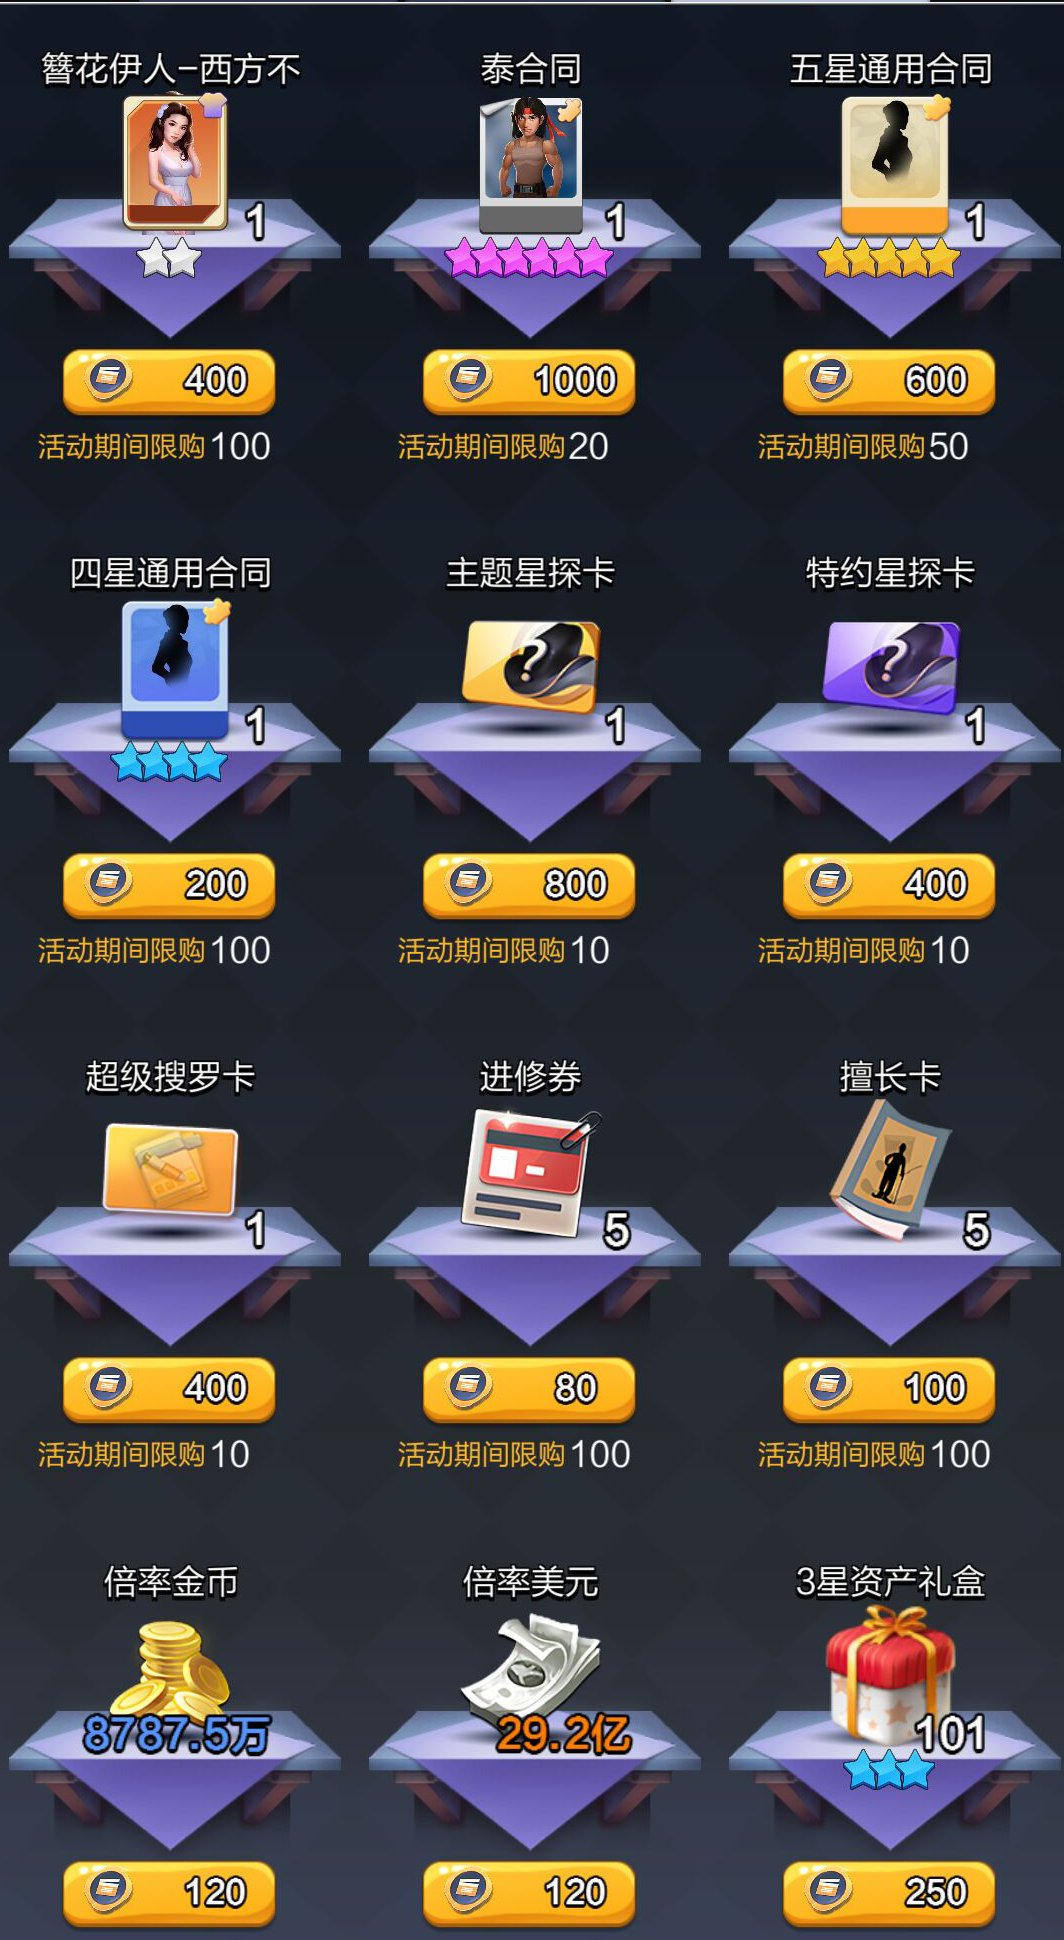 簪花伊人-西方不
泰合同
五星通用合同
1
1
1
400
1000
600
活动期间限购100
活动期间限购20
活动期间限购50
四星通用合同
主题星探卡
特约星探卡
1
1
1
200
800
400
活动期间限购100
活动期间限购10
活动期间限购10
超级搜罗卡
进修券
擅长卡
1
5
5
400
80
100
活动期间限购10
活动期间限购100
活动期间限购100
倍率金币
倍率美元
3星资产礼盒
8787.5万
29.2亿
101
120
120
250